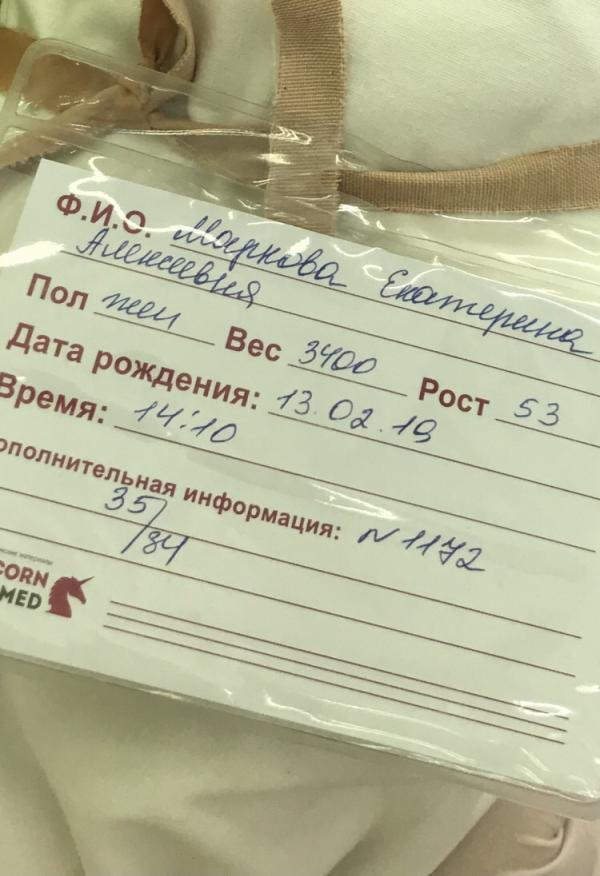 Ф.И.О. Маркова Екатерина
Алексеевна
Пол жен Вес 3400 Рост 53
Дата рождения: 13.02.19
Время: 14:10
ополнительная информация: N 1172
35/34
CORN
MED